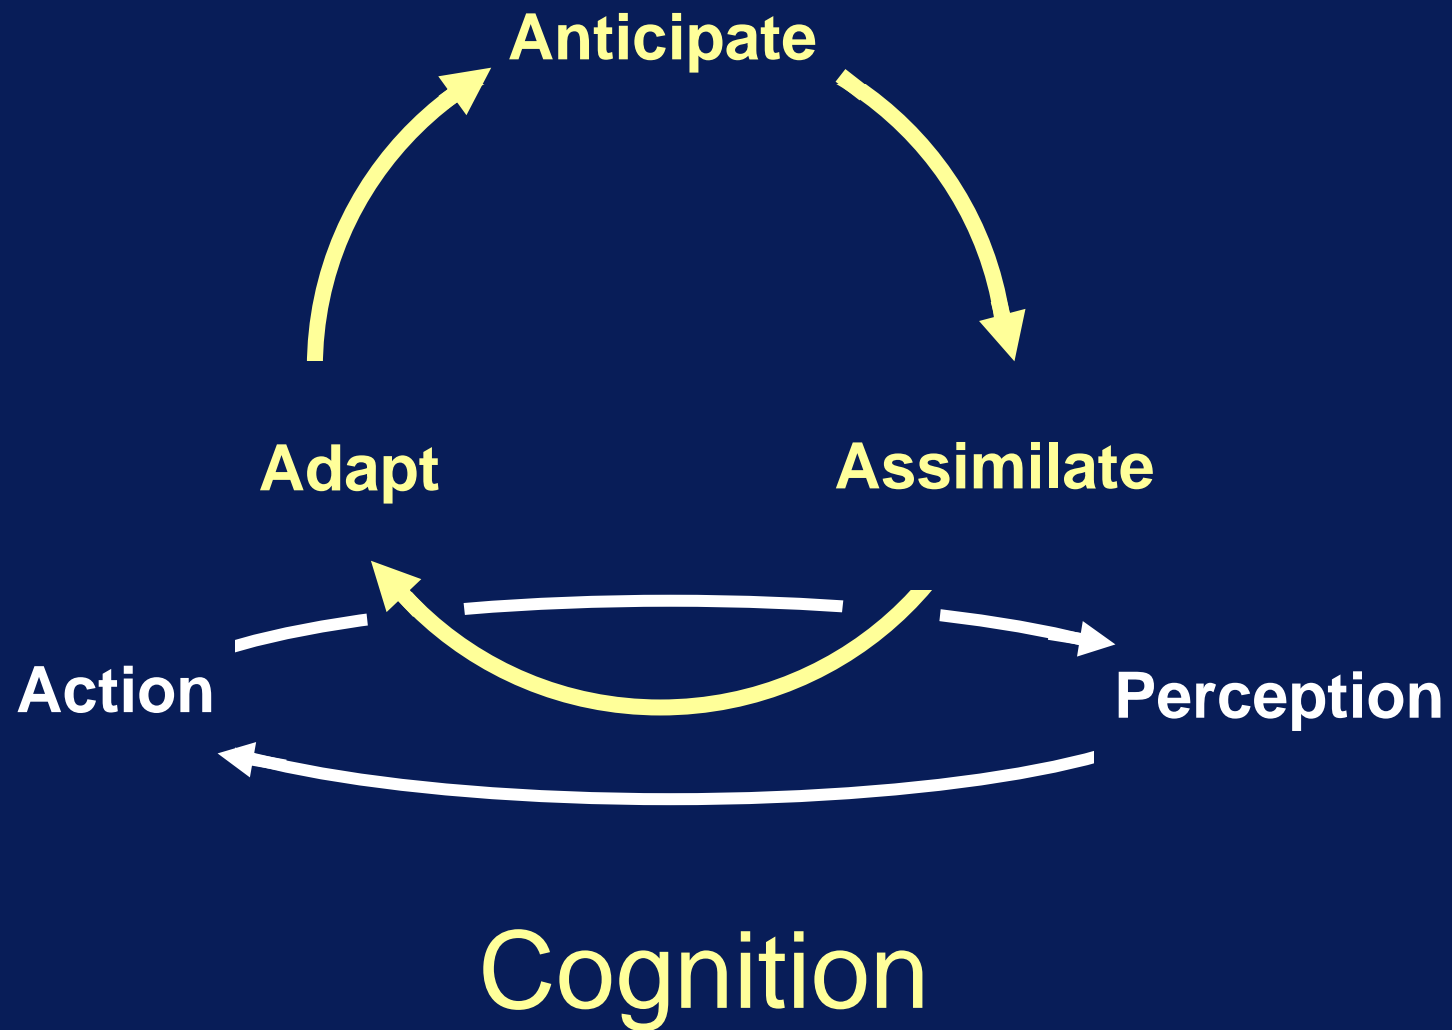 Anticipate
Adapt
Assimilate
Action
Perception
Cognition